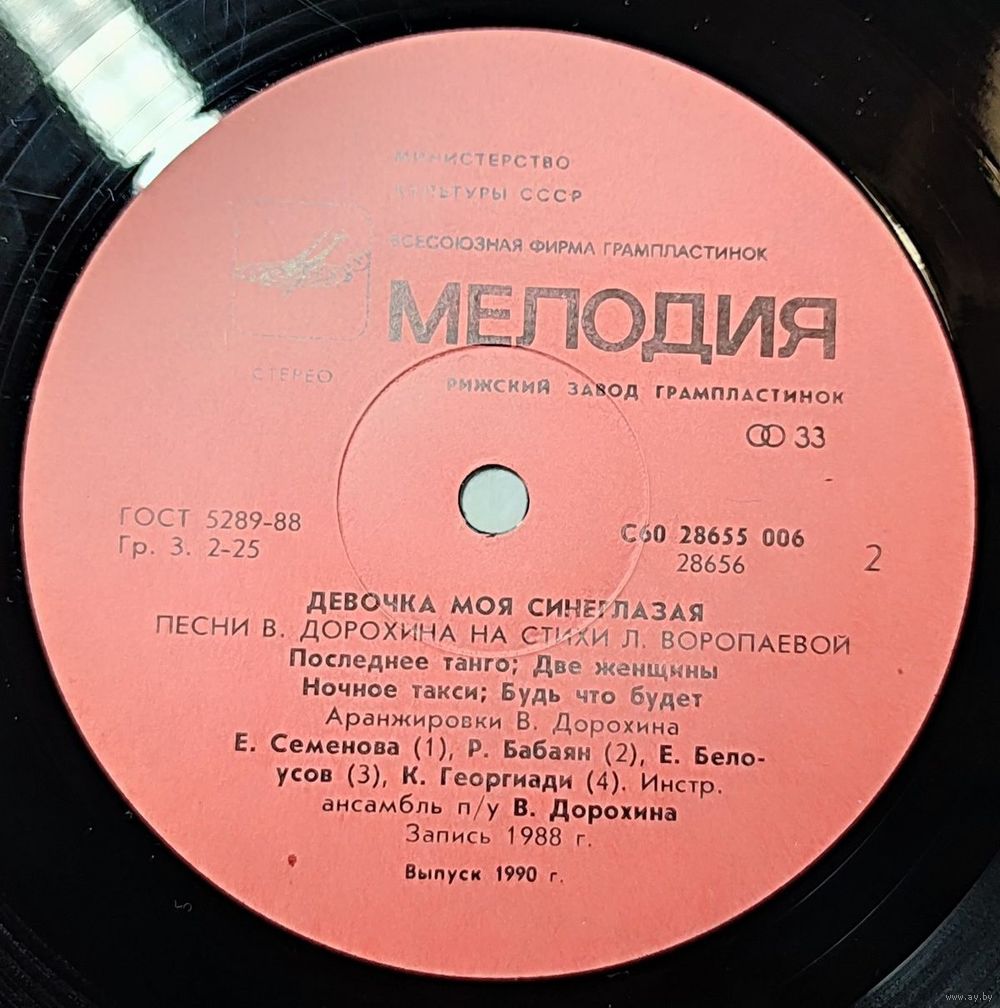 МИНИСТЕРСТВО
КУЛЬТУРЫ СССР
ВСЕСОЮЗНАЯ ФИРМА ГРАМПЛАСТИНОК
МЕЛОДИЯ
СТЕРЕО
РИЖСКИЙ ЗАВОД ГРАМПЛАСТИНОК
33
ГОСТ 5289-88
Гр. 3. 2-25
С60 28655 006
28656
2
ДЕВОЧКА МОЯ СИНЕГЛАЗАЯ
ПЕСНИ В. ДОРОХИНА НА СТИХИ Л. ВОРОПАЕВОЙ
Последнее танго; Две женщины
Ночное такси; Будь что будет
Аранжировки В. Дорохина
Е. Семенова (1), Р. Бабаян (2), Е. Бело-
усов (3), К. Георгиади (4). Инстр.
ансамбль п/у В. Дорохина
Запись 1988 г.
Выпуск 1990 г.
www.ay.by